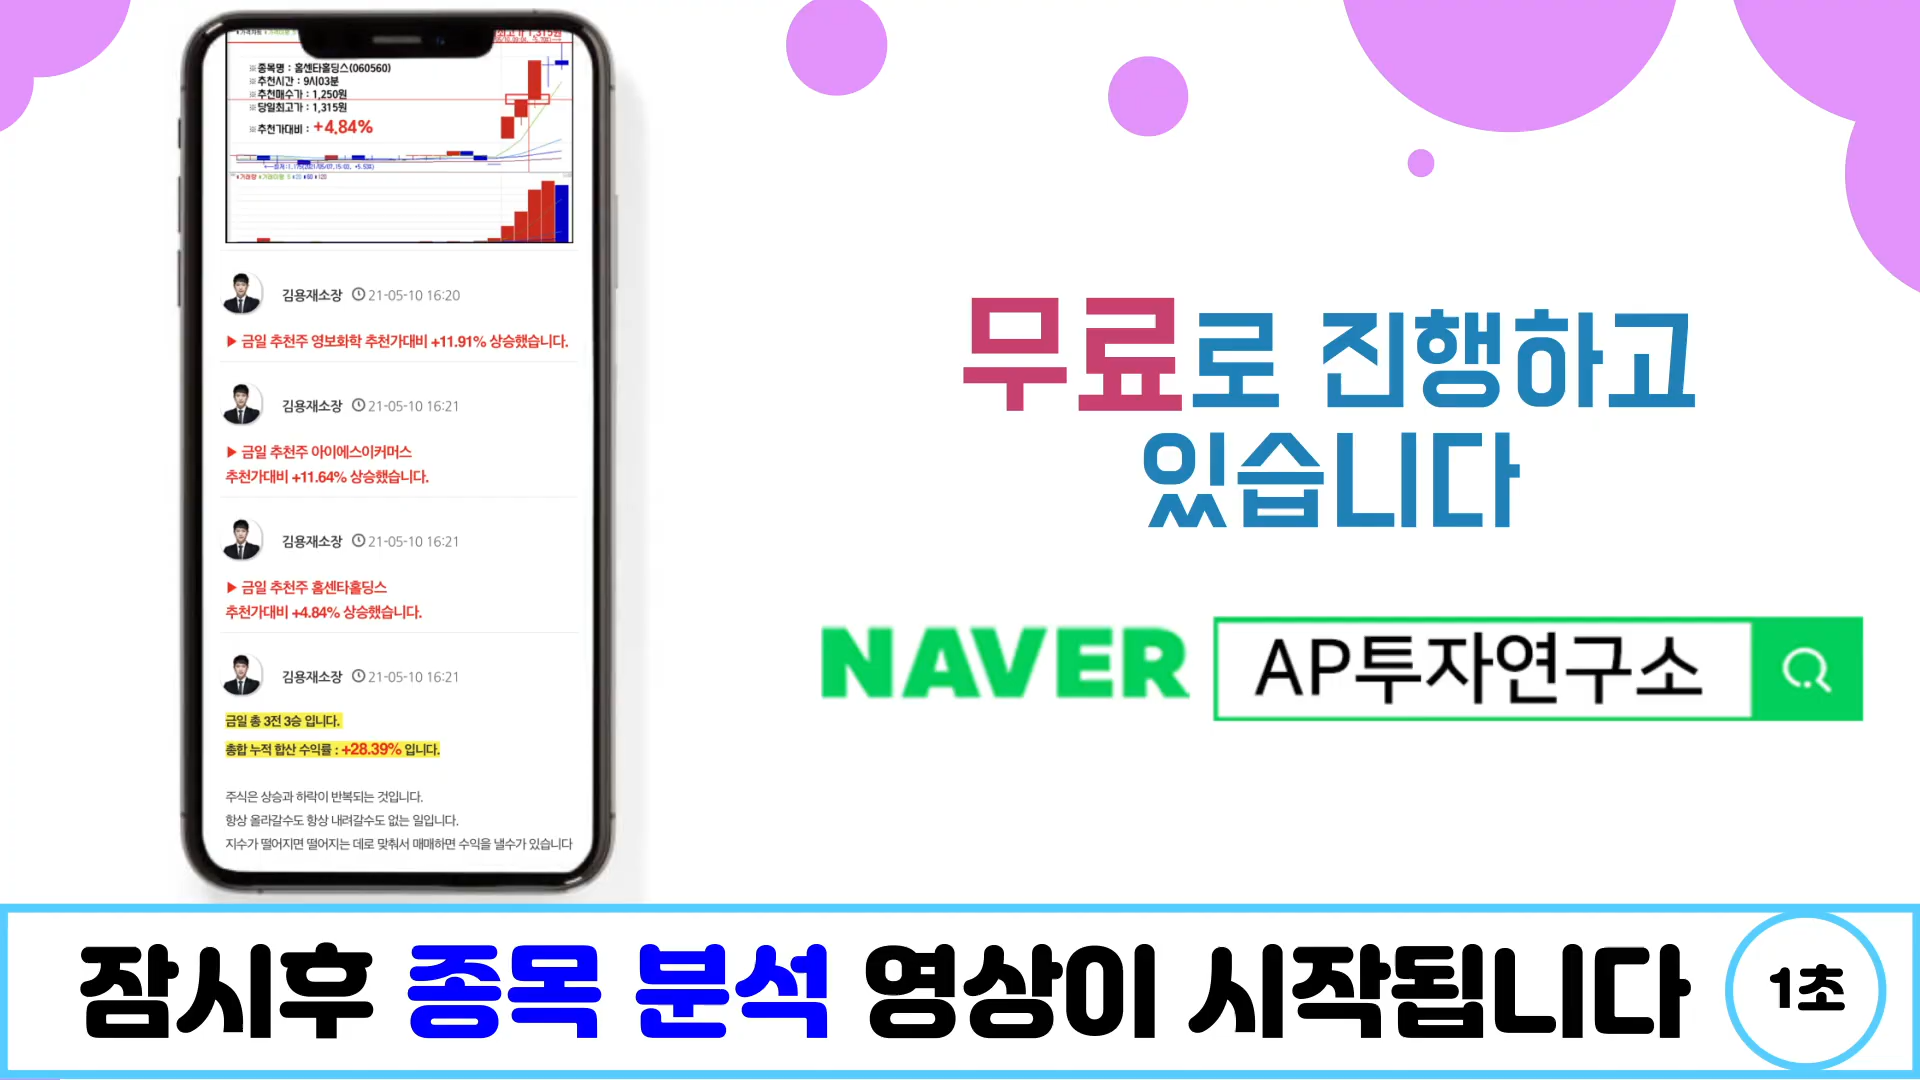 ※종목명 : 홈센타홀딩스(060560)
※추천시간 : 9시03분
※추천매수가 : 1,250원
※당일최고가 : 1,315원
※추천가대비 : +4.84%
김용재소장 21-05-10 16:20
▶ 금일 추천주 영보화학 추천가대비 +11.91% 상승했습니다.
김용재소장 21-05-10 16:21
▶ 금일 추천주 아이에스이커머스
추천가대비 +11.64% 상승했습니다.
김용재소장 21-05-10 16:21
▶ 금일 추천주 홈센타홀딩스
추천가대비 +4.84% 상승했습니다.
김용재소장 21-05-10 16:21
금일 총 3전 3승 입니다.
총합 누적 합산 수익률 : +28.39% 입니다.
주식은 상승과 하락이 반복되는 것입니다.
항상 올라갈수도 항상 내려갈수도 없는 일입니다.
지수가 떨어지면 떨어지는 데로 맞춰서 매매하면 수익을 낼수가 있습니다
무료로 진행하고
있습니다
NAVER AP투자연구소
잠시후 종목 분석 영상이 시작됩니다 1초